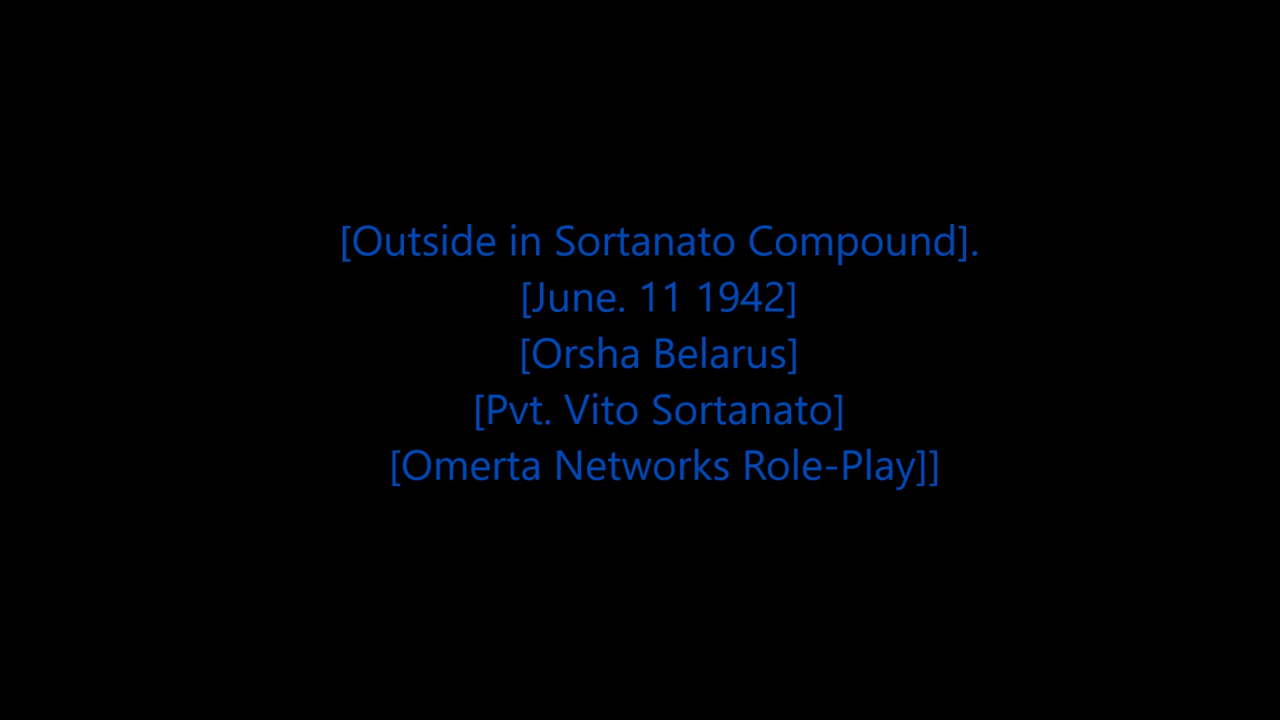 [Outside in Sortanato Compound].
[June. 11 1942]
[Orsha Belarus]
[Pvt. Vito Sortanato]
[Omerta Networks Role-Play]]